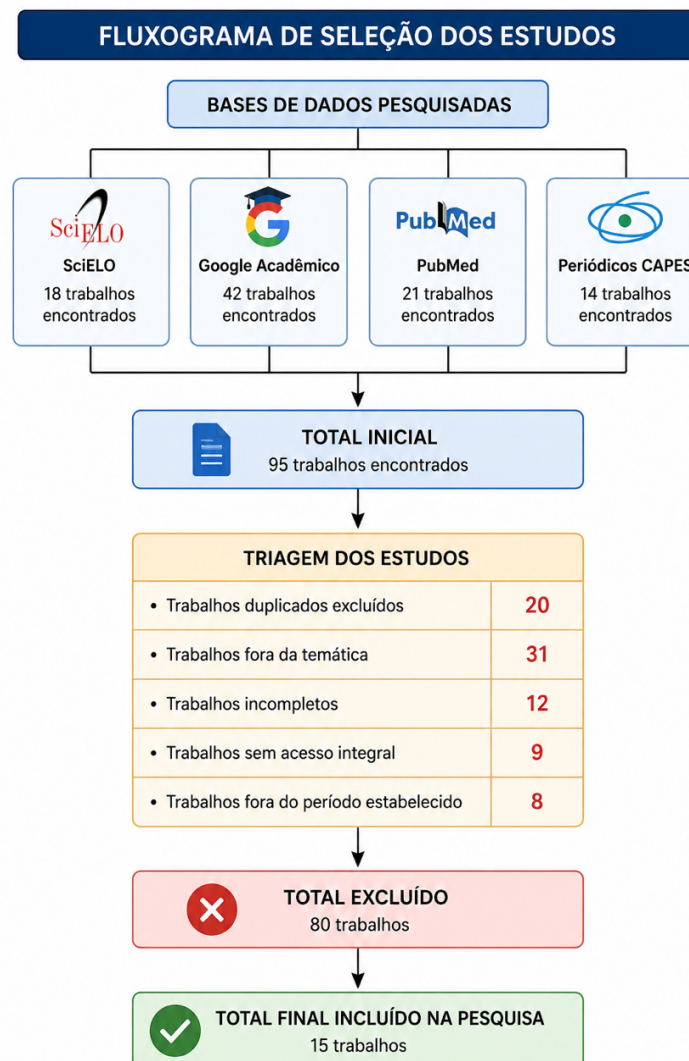 FLUXOGRAMA DE SELEÇÃO DOS ESTUDOS
BASES DE DADOS PESQUISADAS
SciELO
SciELO
18 trabalhos
encontrados
G
Google Acadêmico
42 trabalhos
encontrados
PubMed
PubMed
21 trabalhos
encontrados
Periódicos CAPES
14 trabalhos
encontrados
TOTAL INICIAL
95 trabalhos encontrados
TRIAGEM DOS ESTUDOS
• Trabalhos duplicados excluídos 20
• Trabalhos fora da temática 31
• Trabalhos incompletos 12
• Trabalhos sem acesso integral 9
• Trabalhos fora do período estabelecido 8
TOTAL EXCLUÍDO
80 trabalhos
TOTAL FINAL INCLUÍDO NA PESQUISA
15 trabalhos